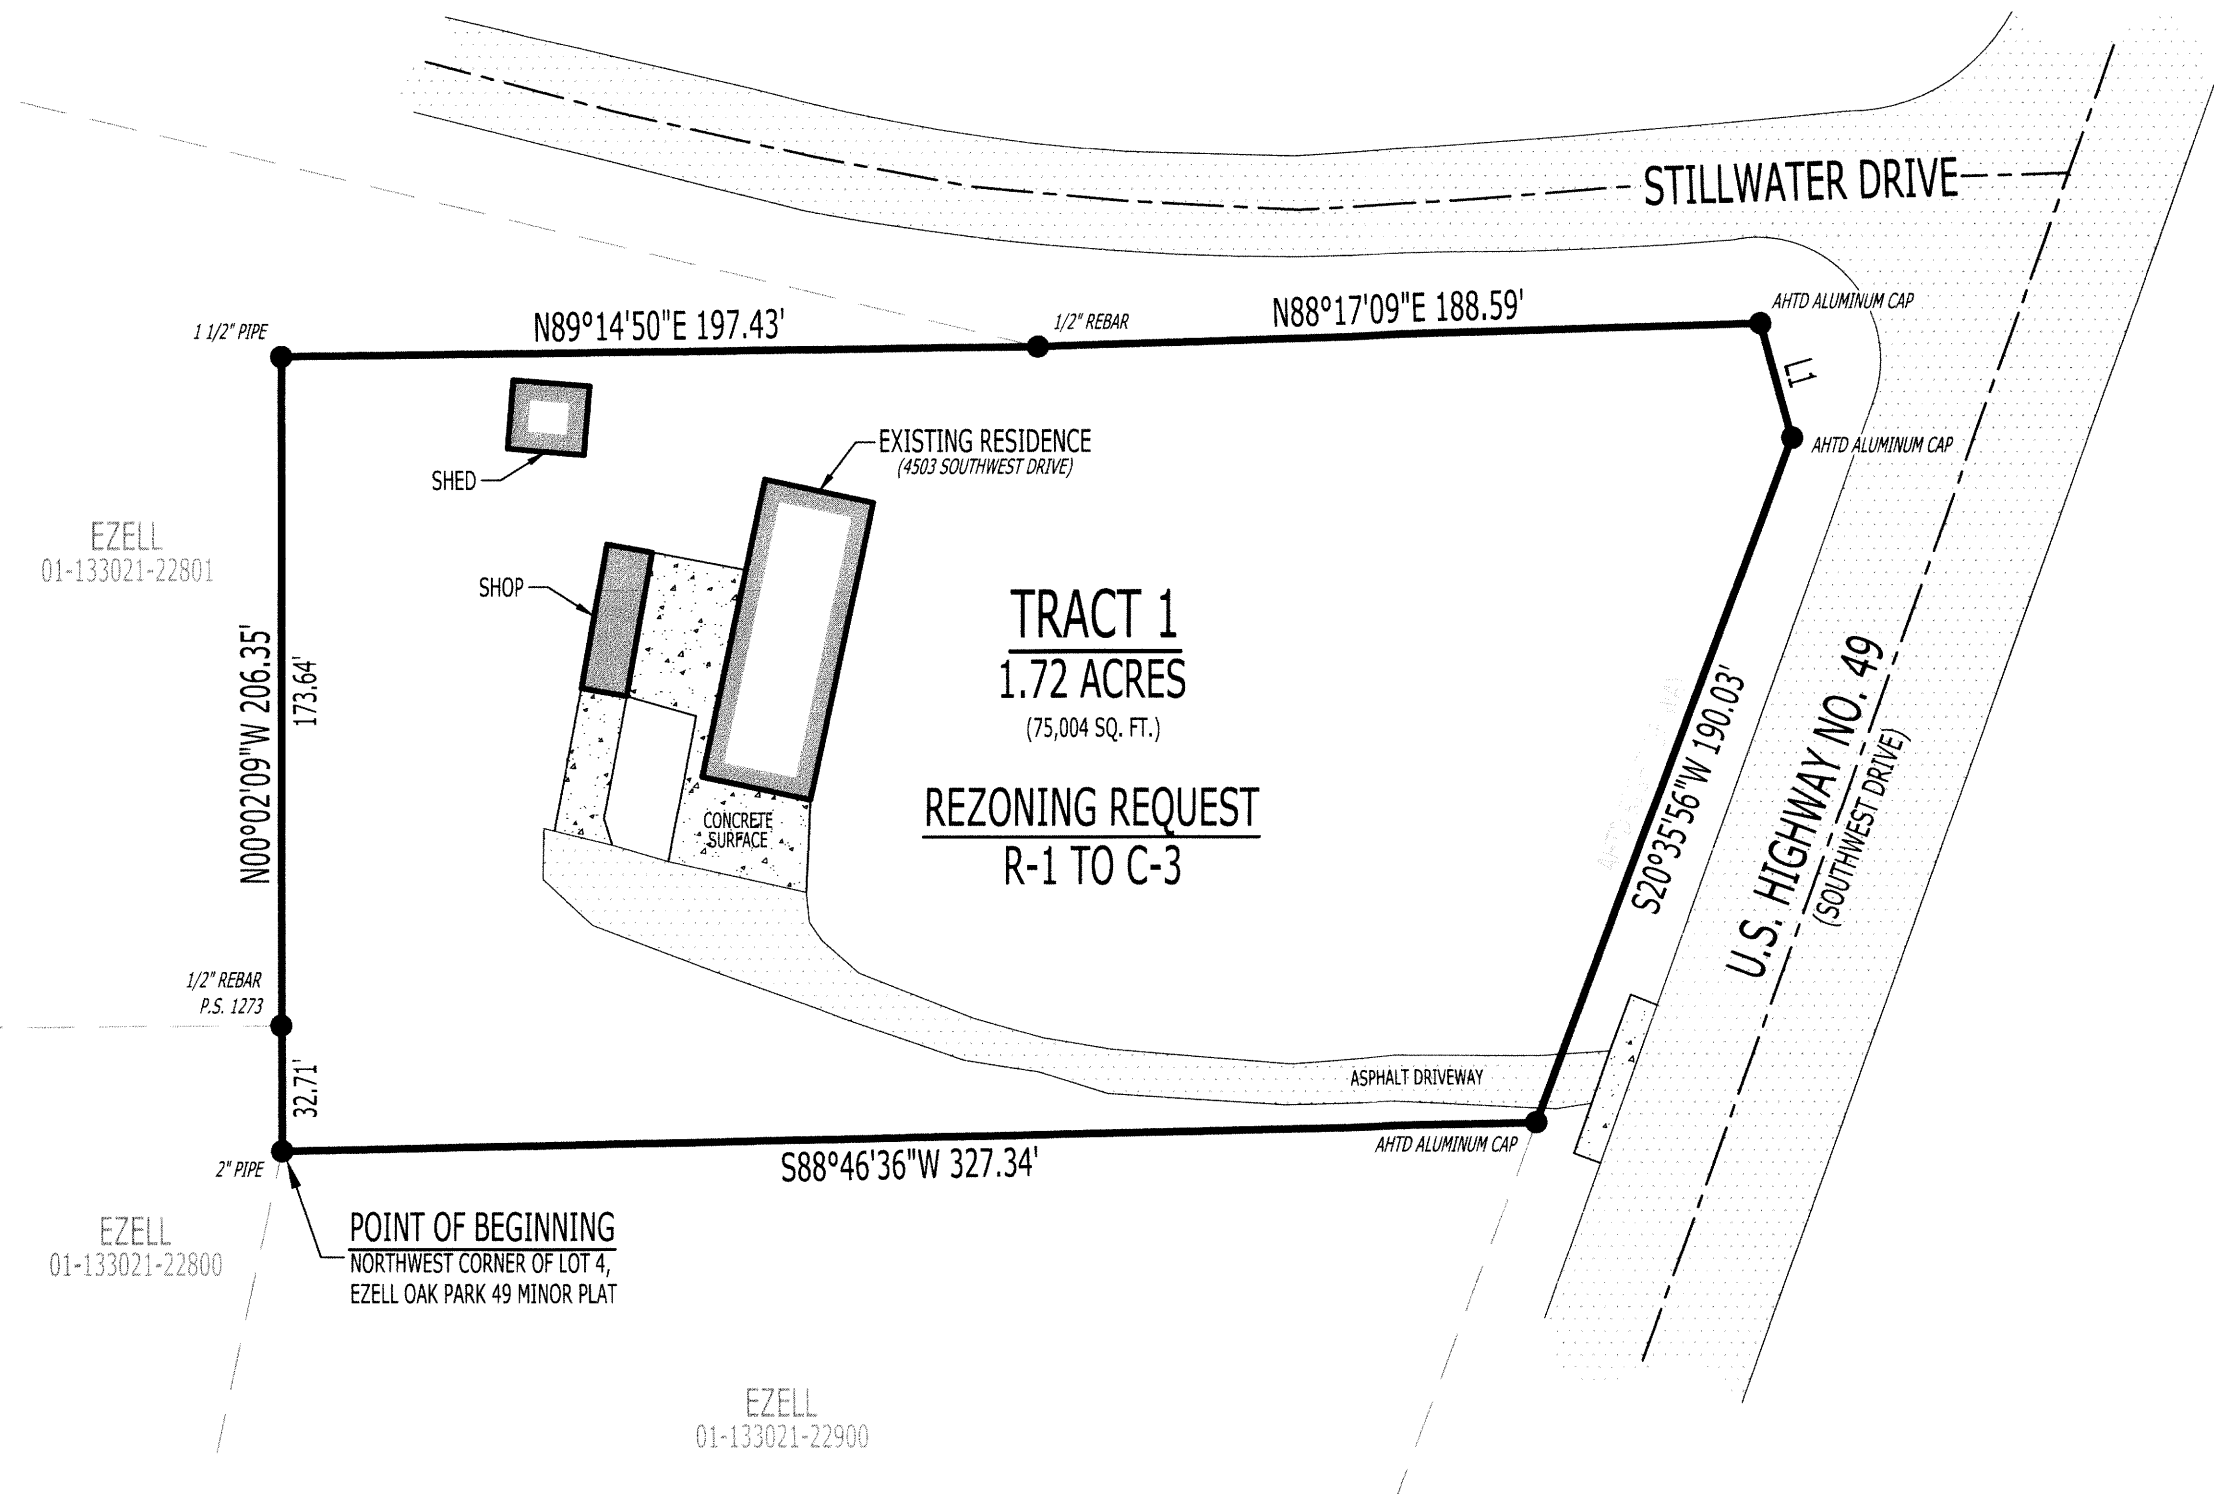 STILLWATER DRIVE
AHTD ALUMINUM CAP
N88°17'09"E 188.59'
1/2" REBAR
N89°14'50"E 197.43'
1 1/2" PIPE
L1
AHTD ALUMINUM CAP
EXISTING RESIDENCE
(4503 SOUTHWEST DRIVE)
SHED
EZELL
01-133021-22801
SHOP
TRACT 1
1.72 ACRES
(75,004 SQ. FT.)
REZONING REQUEST
R-1 TO C-3
N00°02'09"W 206.35'
173.64'
S20°35'56"W 190.03'
U.S. HIGHWAY NO. 49
(SOUTHWEST DRIVE)
CONCRETE
SURFACE
1/2" REBAR
P.S. 1273
32.71'
ASPHALT DRIVEWAY
AHTD ALUMINUM CAP
S88°46'36"W 327.34'
2" PIPE
POINT OF BEGINNING
NORTHWEST CORNER OF LOT 4,
EZELL OAK PARK 49 MINOR PLAT
EZELL
01-133021-22800
EZELL
01-133021-22900